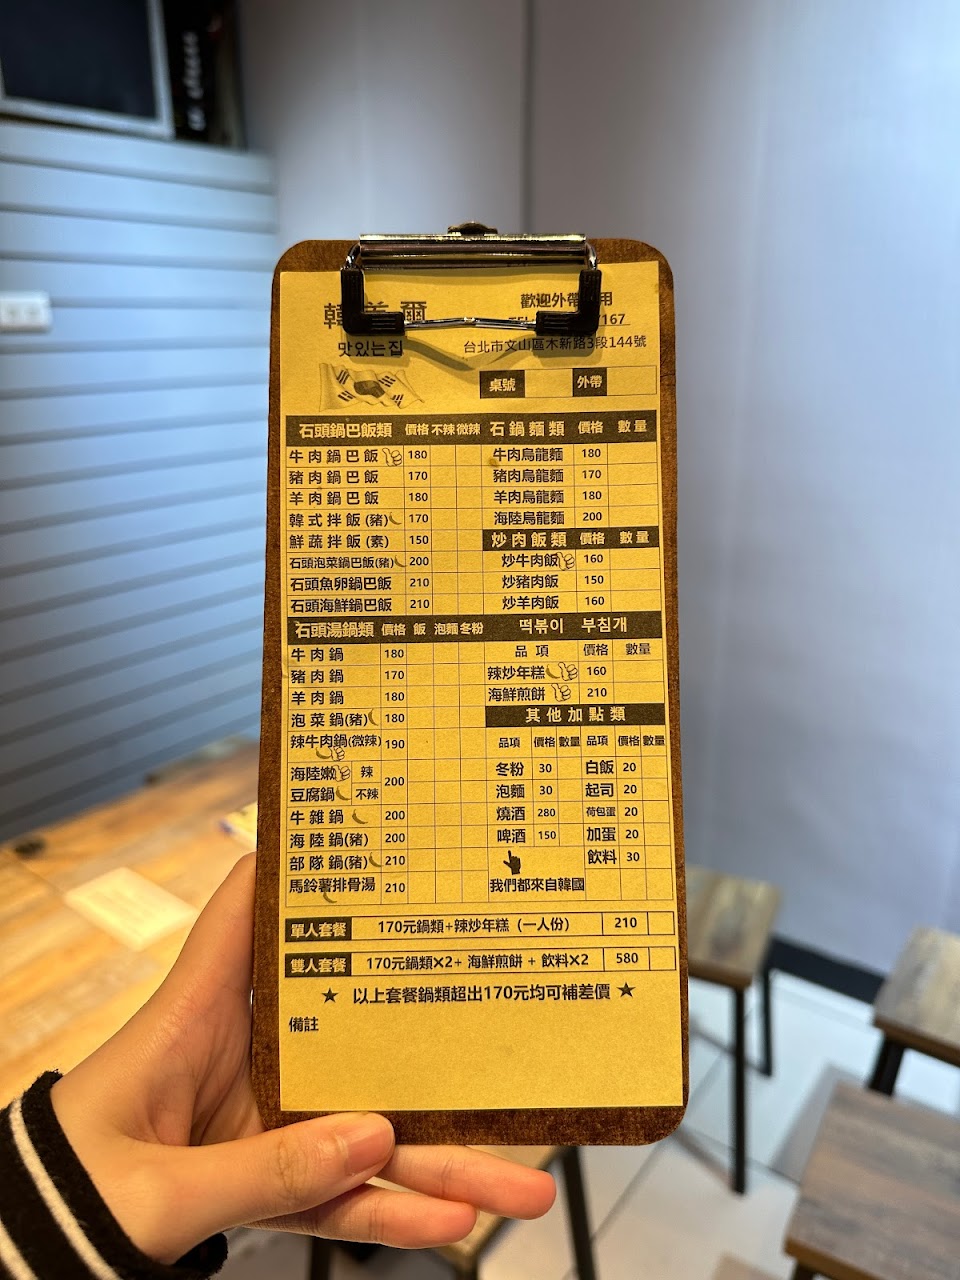 韓 爾
맛있는집
歡迎外帶 用
167
台北市文山區木新路3段144號
桌號 外帶
石頭鍋巴飯類 價格 不辣 微辣
牛肉鍋巴飯 180
豬肉鍋巴飯 170
羊肉鍋巴飯 180
韓式拌飯(豬) 170
鮮蔬拌飯(素) 150
石頭泡菜鍋巴飯(豬) 200
石頭魚卵鍋巴飯 210
石頭海鮮鍋巴飯 210
石頭湯鍋類 價格 飯 泡麵 冬粉
牛肉鍋 180
豬肉鍋 170
羊肉鍋 180
泡菜鍋(豬) 180
辣牛肉鍋(微辣) 190
海陸嫩 辣
豆腐鍋 不辣 200
牛雜鍋 200
海陸鍋(豬) 200
部隊鍋(豬) 210
馬鈴薯排骨湯 210
石鍋麵類 價格 數量
牛肉烏龍麵 180
豬肉烏龍麵 170
羊肉烏龍麵 180
海陸烏龍麵 200
炒肉飯類 價格 數量
炒牛肉飯 160
炒豬肉飯 150
炒羊肉飯 160
떡볶이 부침개
品項 價格 數量
辣炒年糕 160
海鮮煎餅 210
其他加點類
品項 價格 數量 品項 價格 數量
冬粉 30 白飯 20
泡麵 30 起司 20
燒酒 280 荷包蛋 20
啤酒 150 加蛋 20
飲料 30
我們都來自韓國
單人套餐 170元鍋類+辣炒年糕(一人份) 210
雙人套餐 170元鍋類×2+ 海鮮煎餅 + 飲料×2 580
★ 以上套餐鍋類超出170元均可補差價 ★
備註